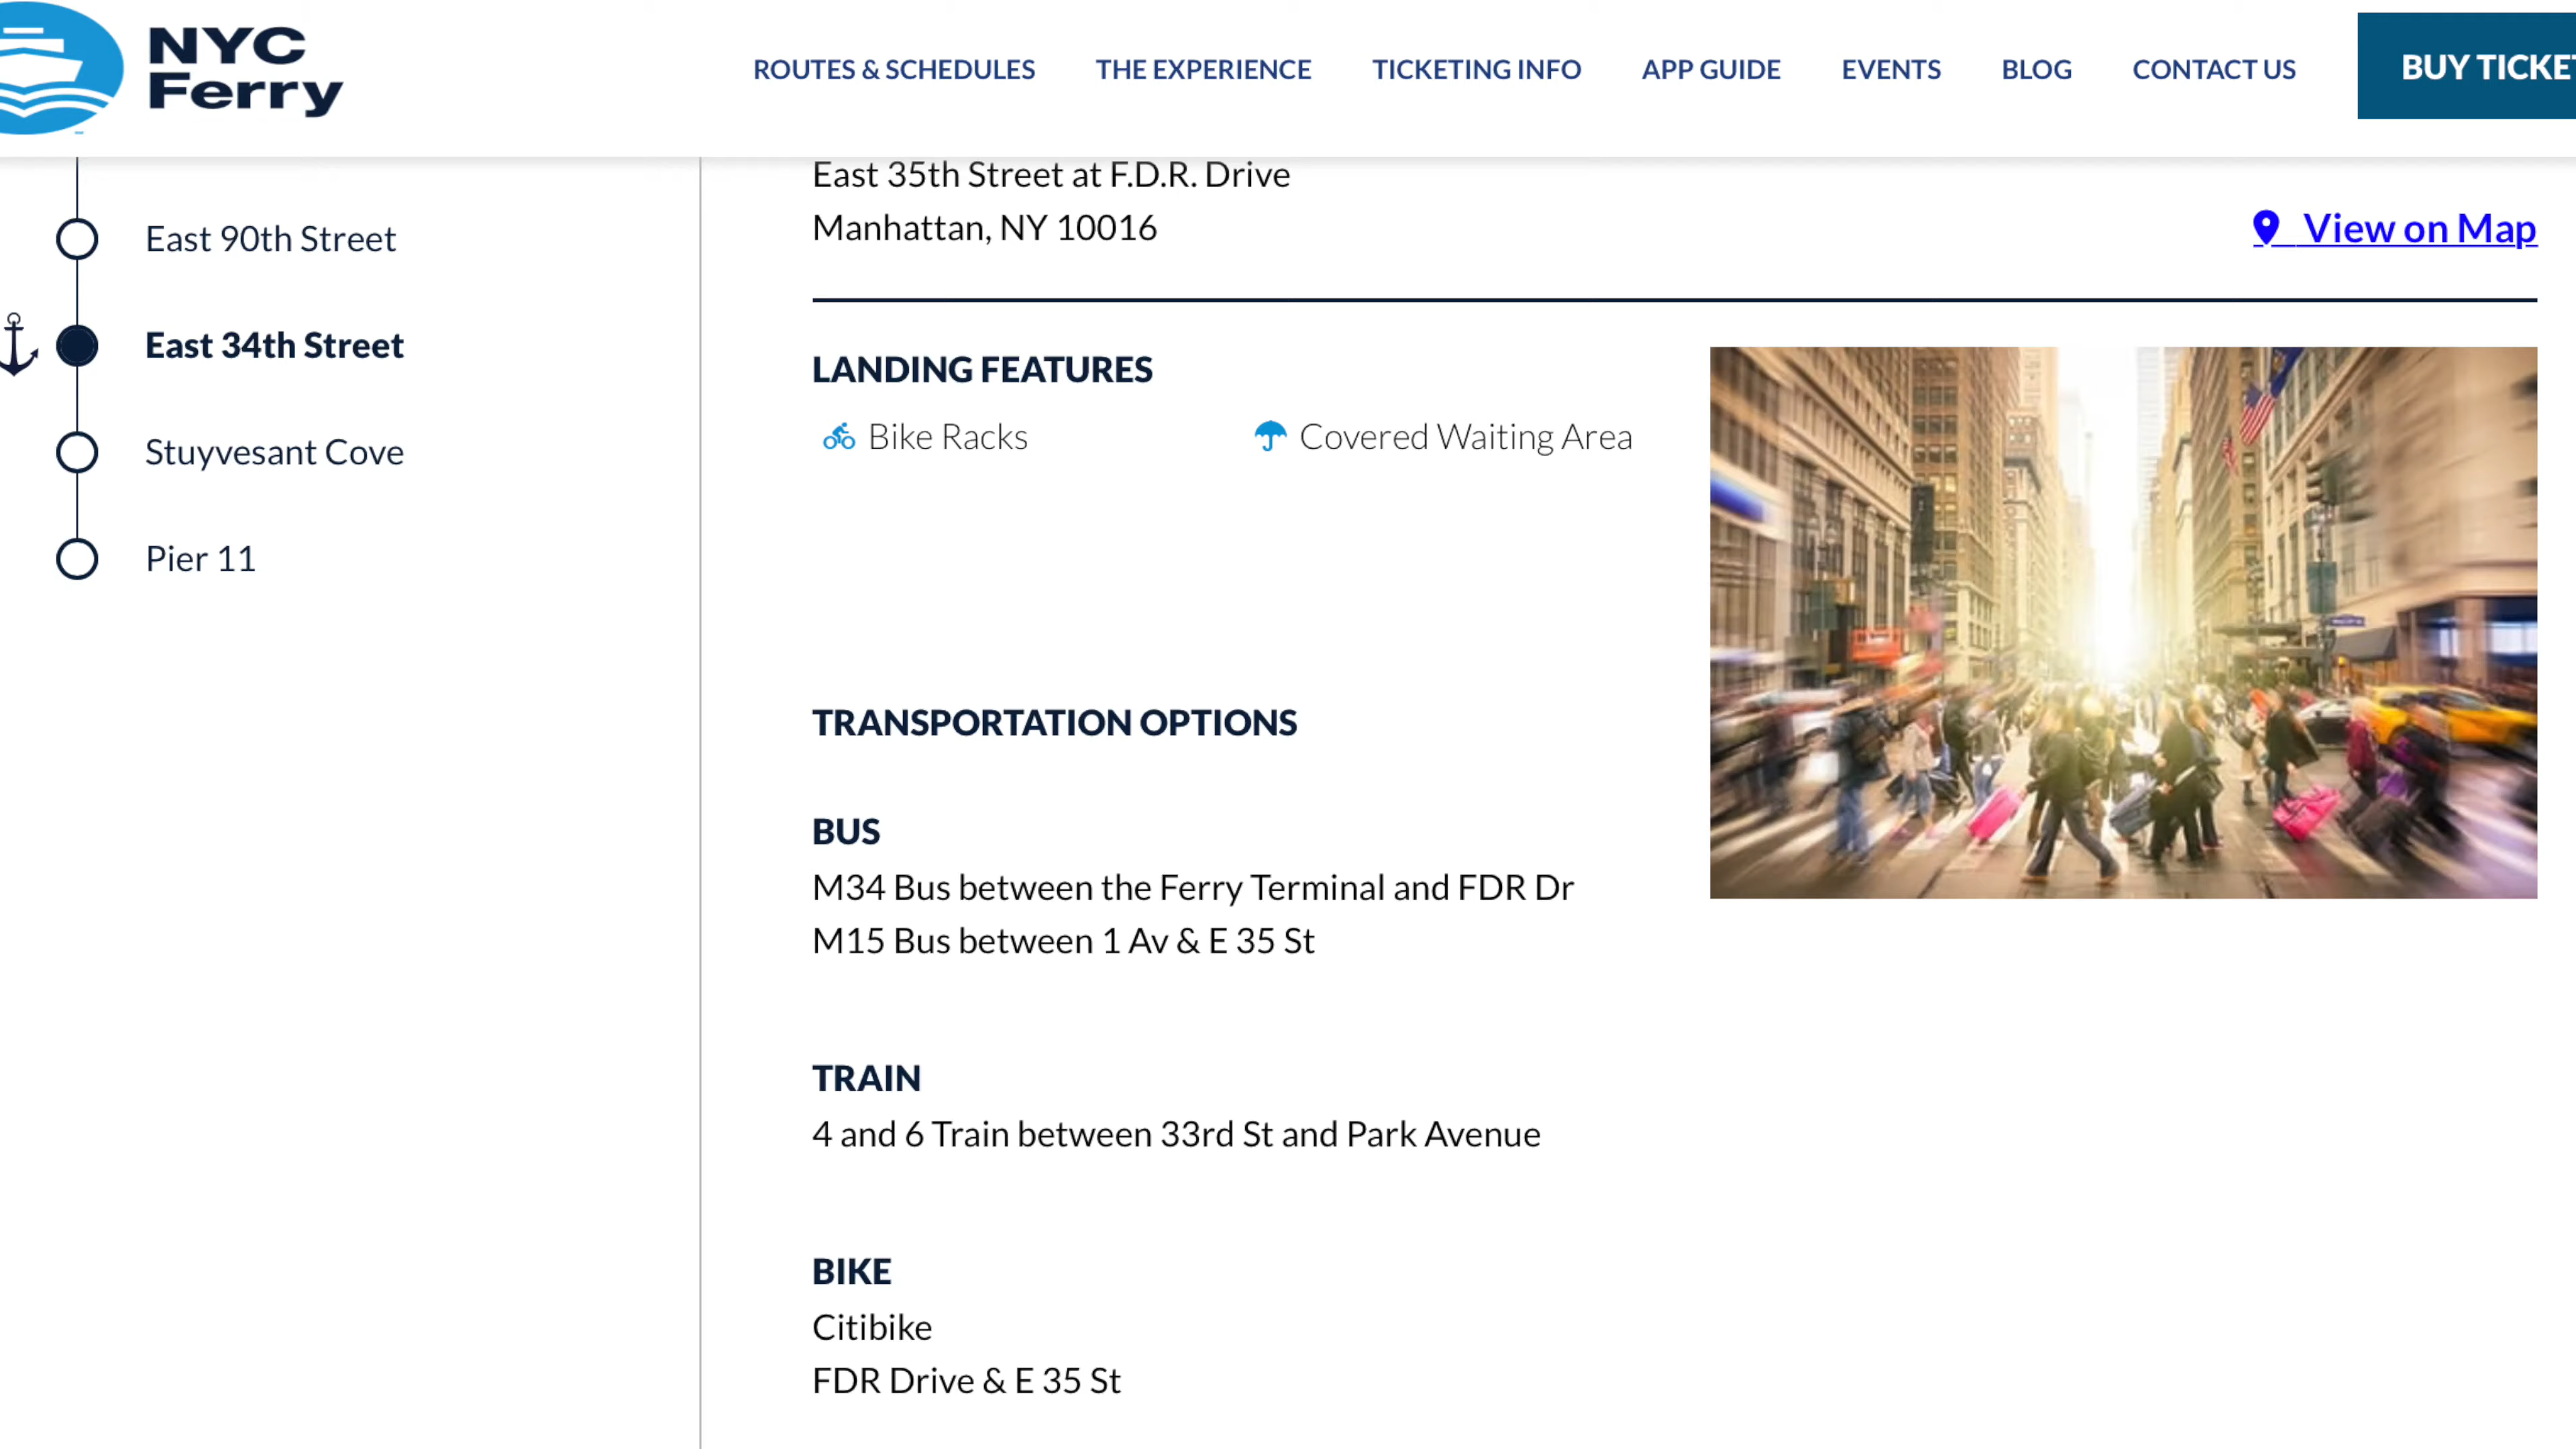 NYC
Ferry
ROUTES & SCHEDULES
THE EXPERIENCE
TICKETING INFO
APP GUIDE
EVENTS
BLOG
CONTACT US
BUY TICKET
East 90th Street
East 34th Street
Stuyvesant Cove
Pier 11
East 35th Street at F.D.R. Drive
Manhattan, NY 10016
View on Map
LANDING FEATURES
Bike Racks
Covered Waiting Area
TRANSPORTATION OPTIONS
BUS
M34 Bus between the Ferry Terminal and FDR Dr
M15 Bus between 1 Av & E 35 St
TRAIN
4 and 6 Train between 33rd St and Park Avenue
BIKE
Citibike
FDR Drive & E 35 St